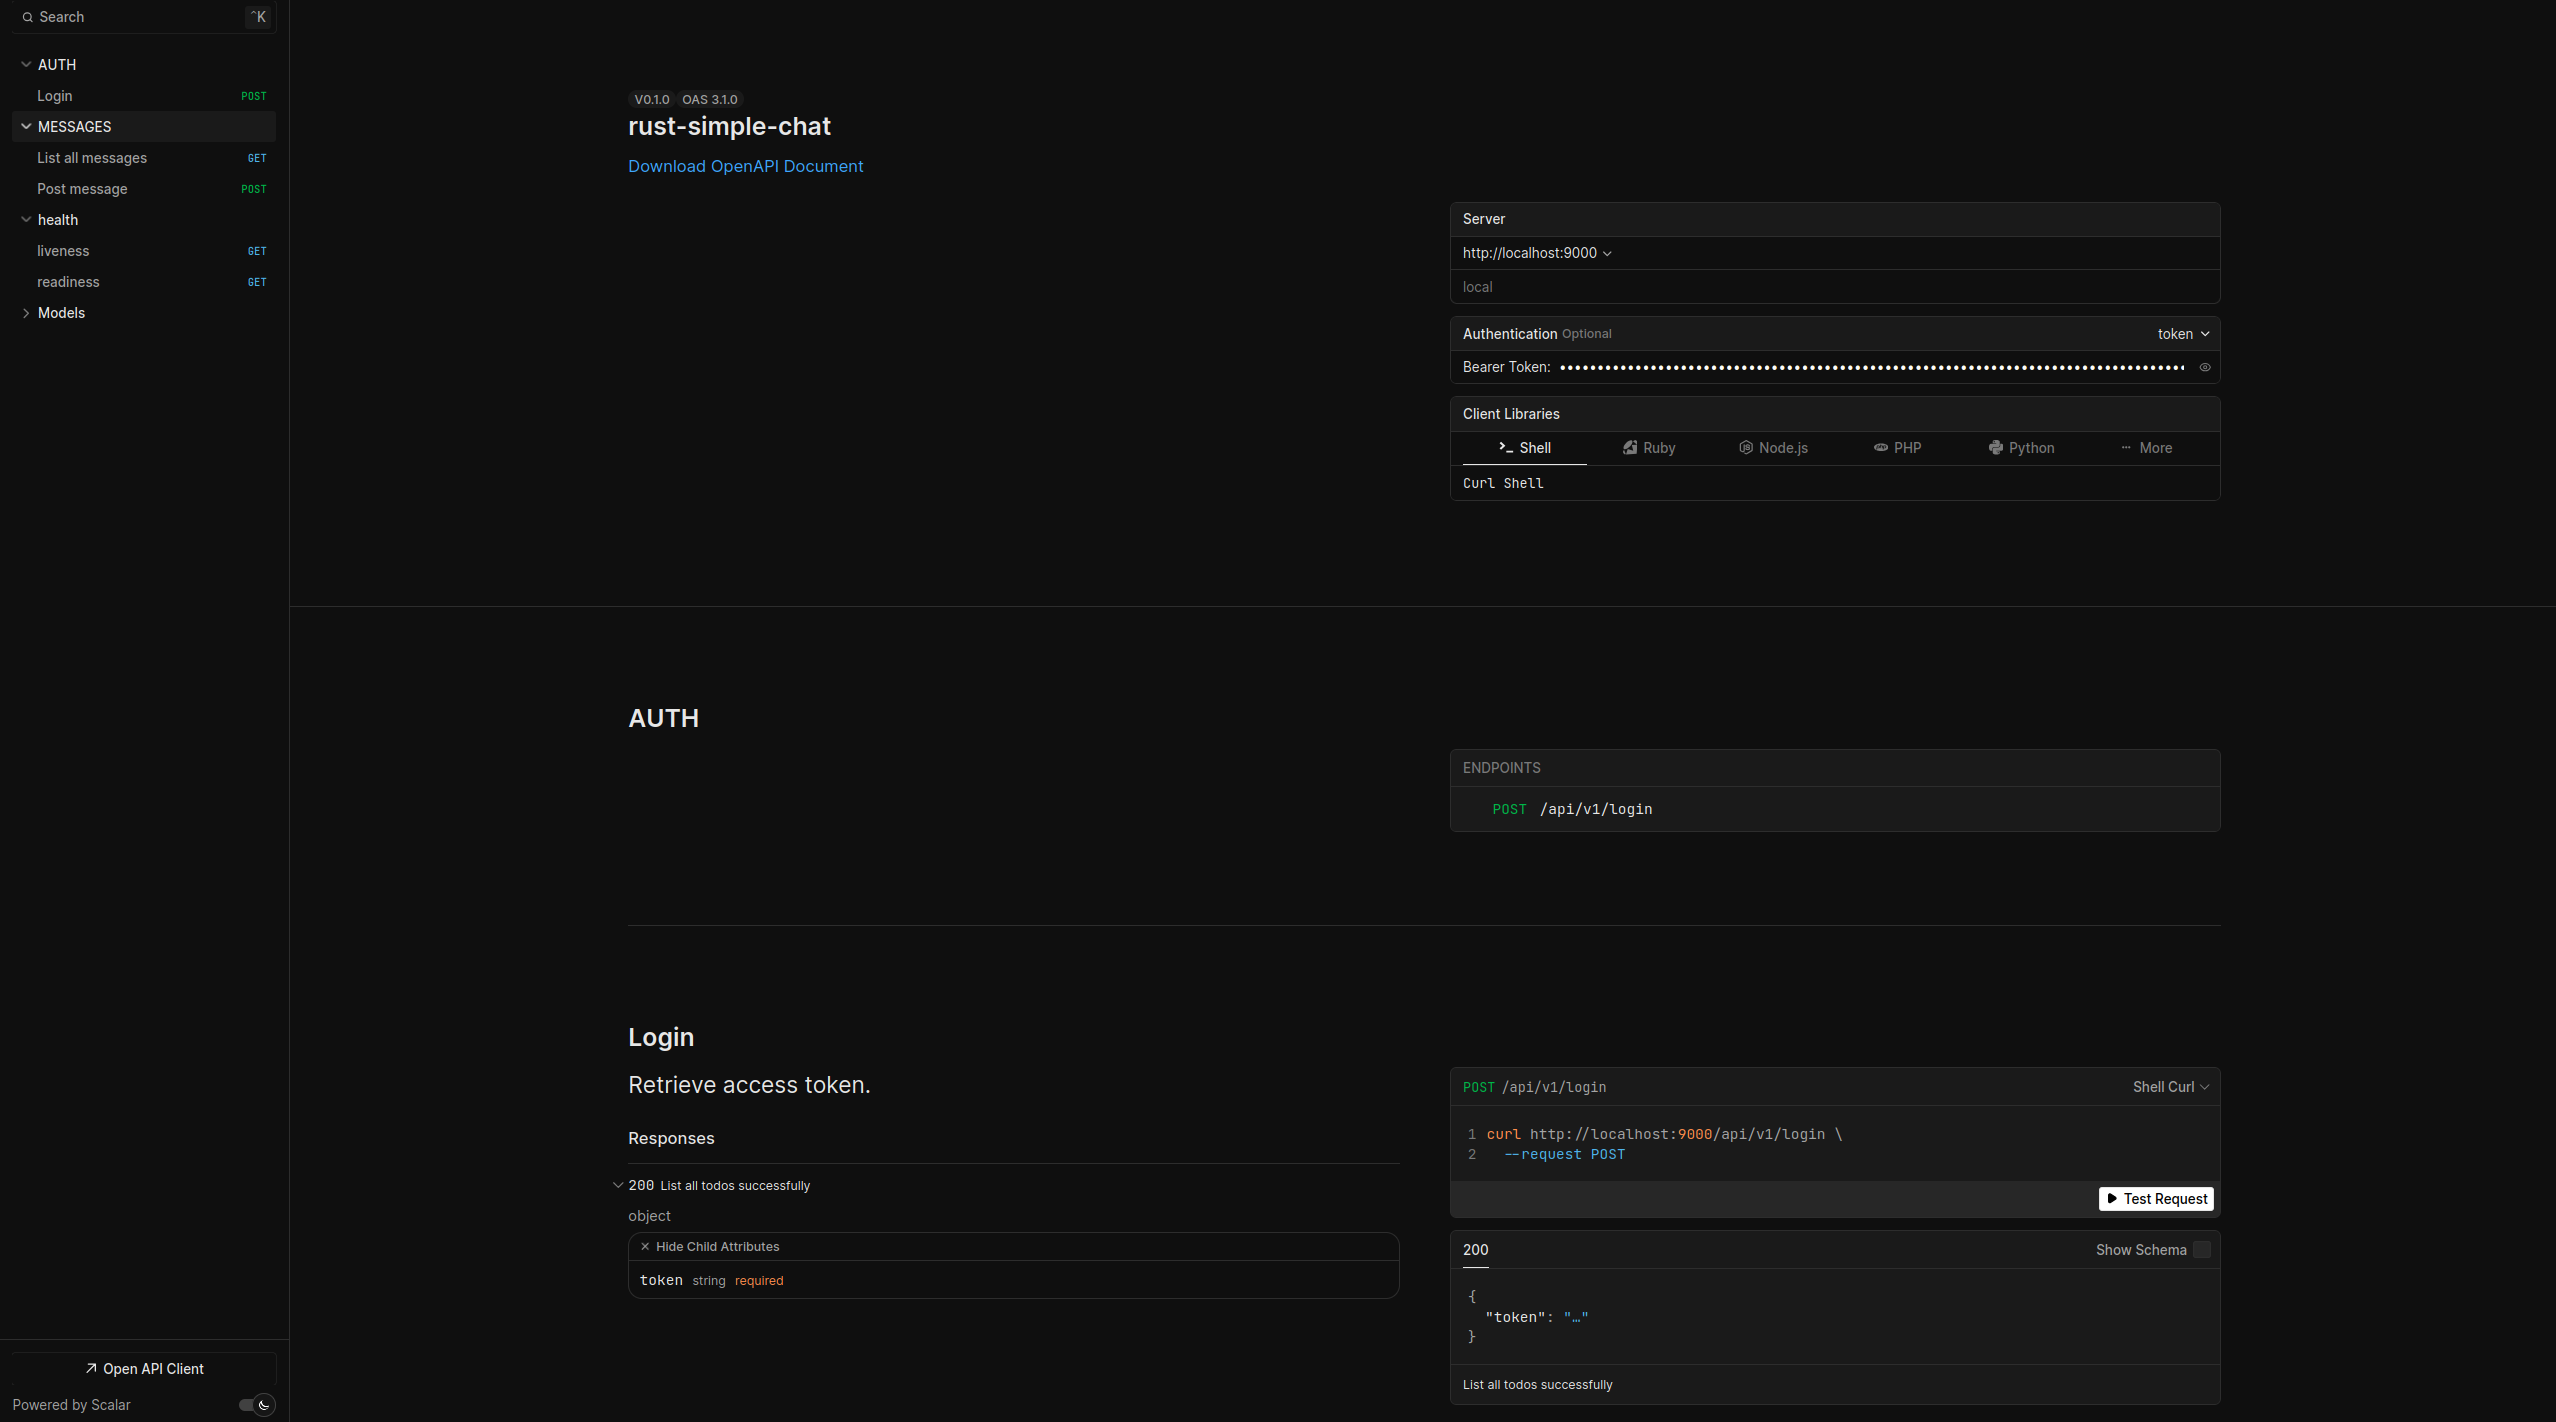 Search ^K
AUTH
Login POST
MESSAGES
List all messages GET
Post message POST
health
liveness GET
readiness GET
Models
Open API Client
Powered by Scalar
V0.1.0 OAS 3.1.0
rust-simple-chat
Download OpenAPI Document
Server
http://localhost:9000
local
Authentication Optional token
Bearer Token: ••••••••••••••••••••••••••••••••••••••••••••••••••••••••••••••••••••••••••••••••••
Client Libraries
Shell Ruby Node.js PHP Python More
Curl Shell
AUTH
ENDPOINTS
POST /api/v1/login
Login
Retrieve access token.
Responses
200 List all todos successfully
object
Hide Child Attributes
token string required
POST /api/v1/login Shell Curl
1 curl http://localhost:9000/api/v1/login \
2 --request POST
Test Request
200 Show Schema
{
"token": "…"
}
List all todos successfully